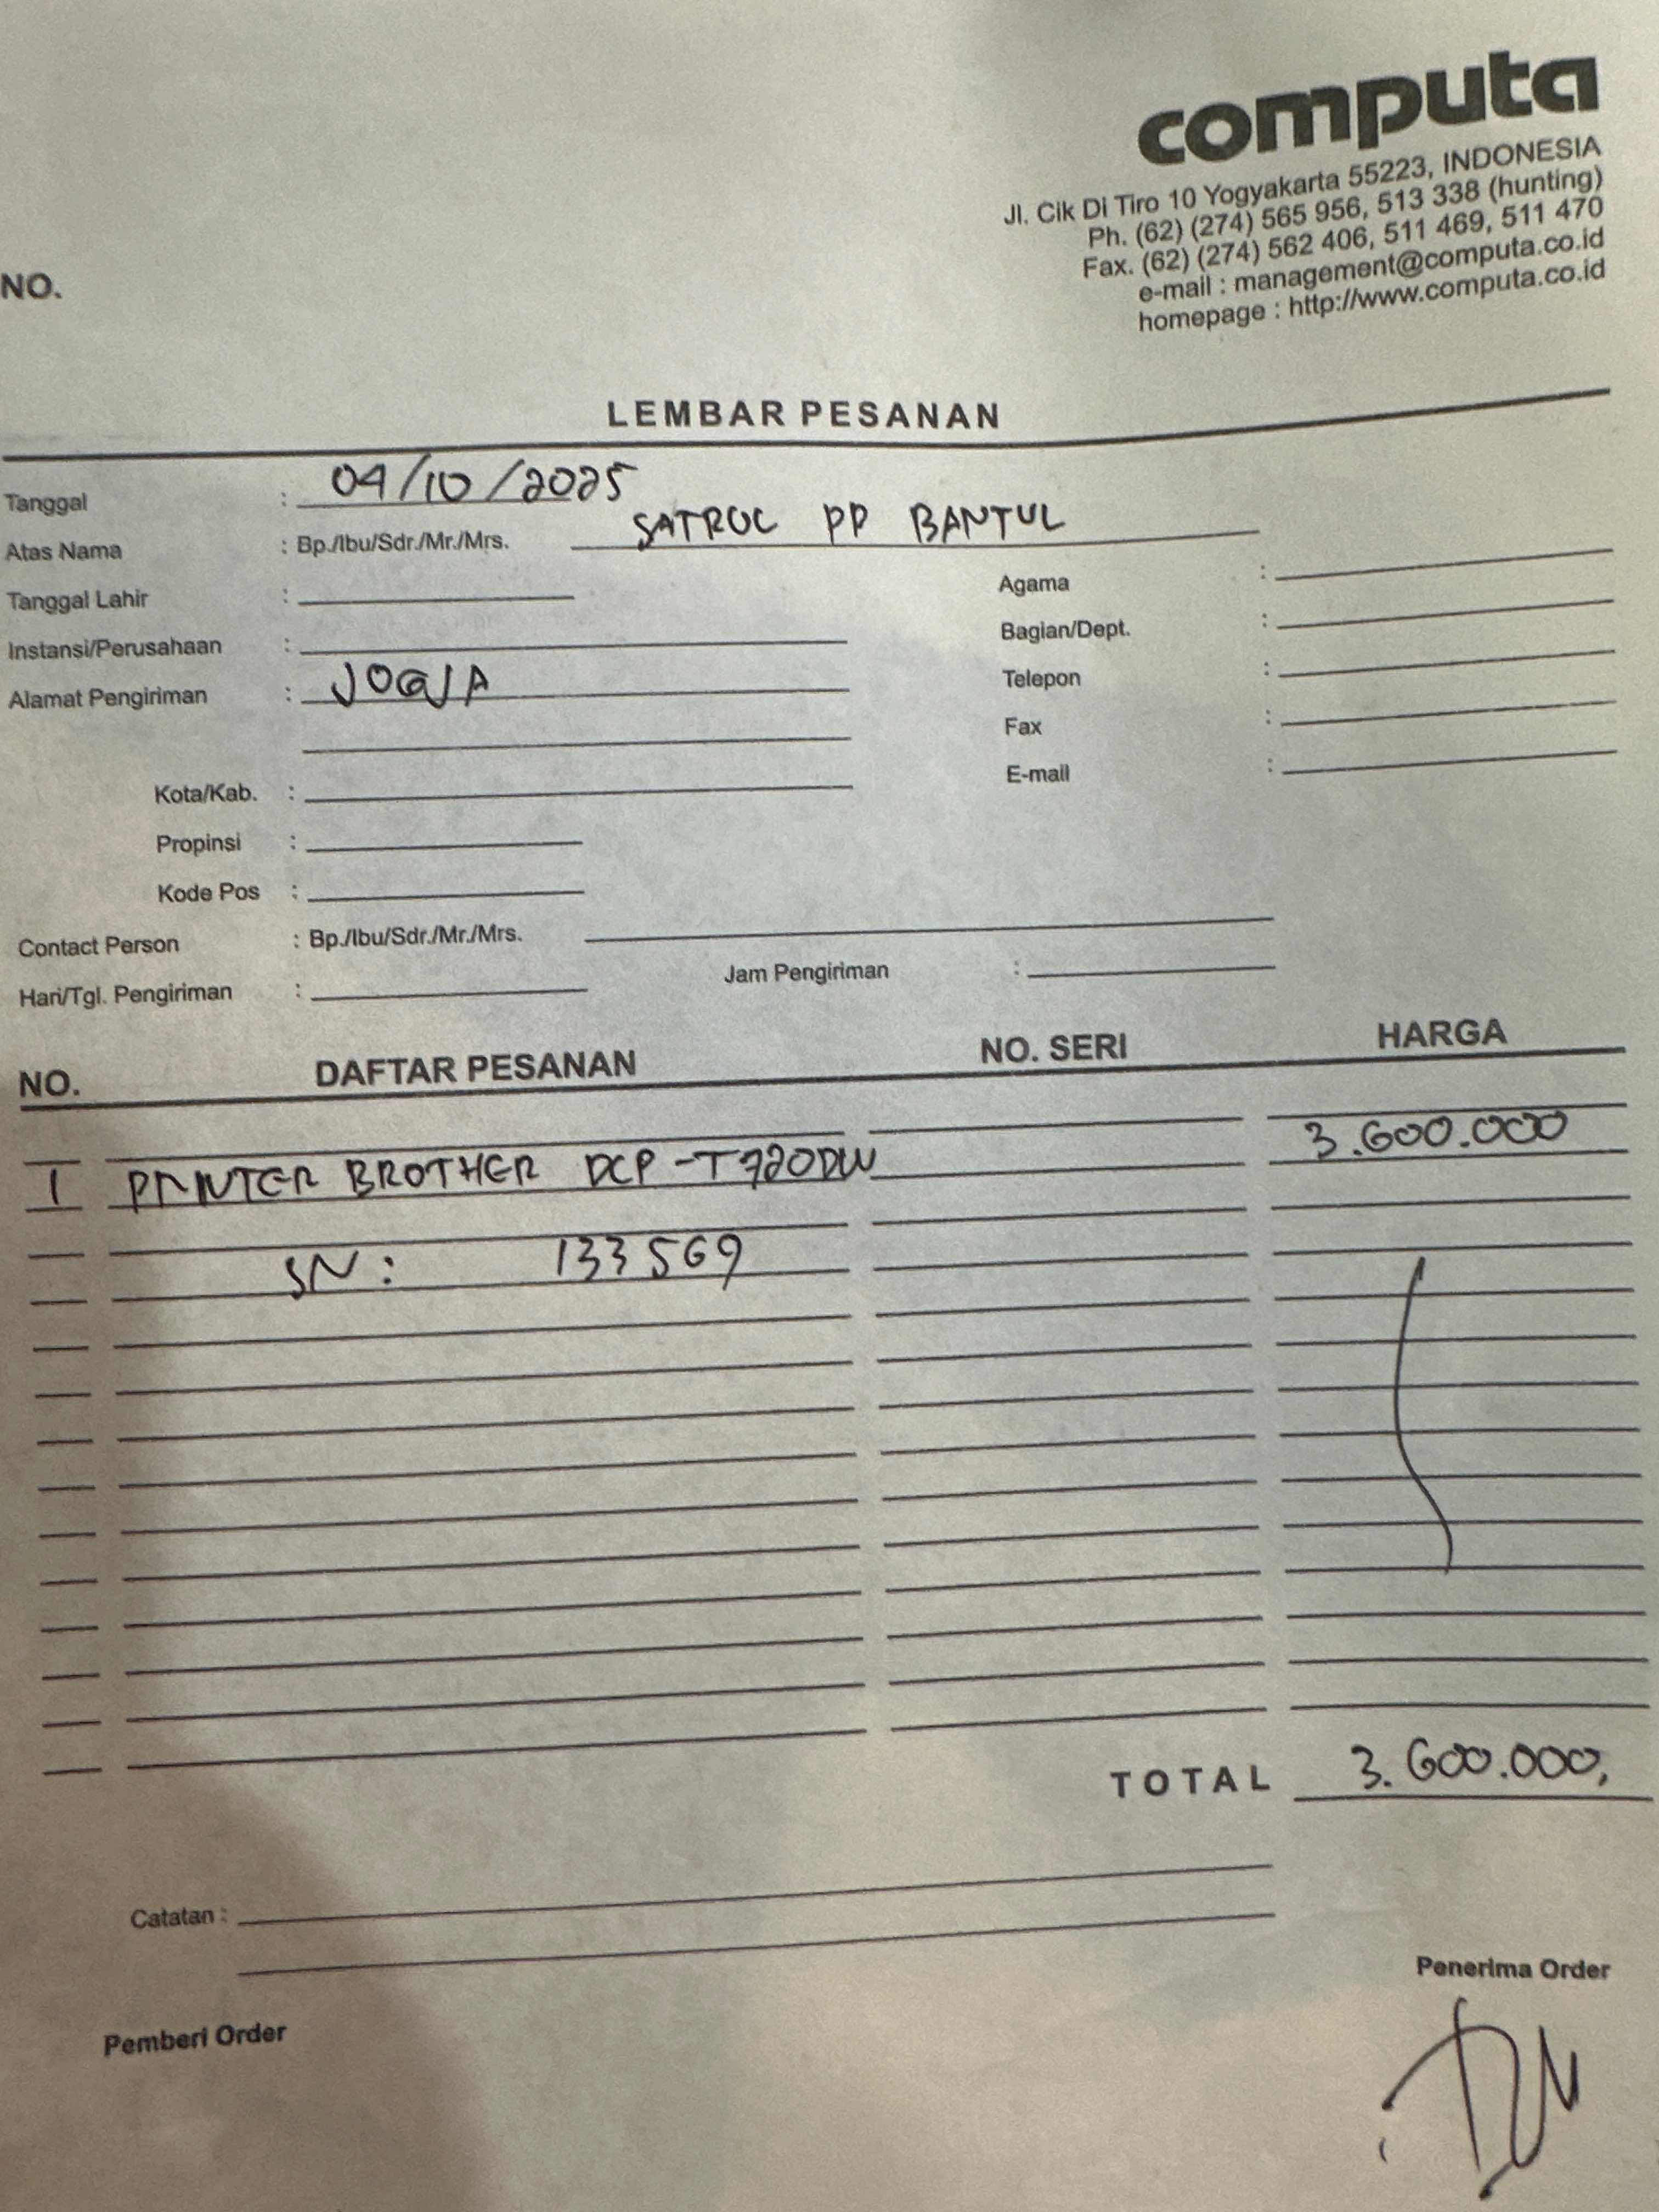 computa
Jl. Cik Di Tiro 10 Yogyakarta 55223, INDONESIA
Ph. (62) (274) 565 956, 513 338 (hunting)
Fax. (62) (274) 562 406, 511 469, 511 470
e-mail : management@computa.co.id
homepage : http://www.computa.co.id
NO.
LEMBAR PESANAN
Tanggal : 04/10/2025
Atas Nama : Bp./Ibu/Sdr./Mr./Mrs. SATROL PP BANTUL
Tanggal Lahir :
Agama :
Instansi/Perusahaan :
Bagian/Dept. :
Alamat Pengiriman : JOGJA
Telepon :
Fax :
E-mail :
Kota/Kab. :
Propinsi :
Kode Pos :
Contact Person : Bp./Ibu/Sdr./Mr./Mrs.
Hari/Tgl. Pengiriman :
Jam Pengiriman :
NO. DAFTAR PESANAN NO. SERI HARGA
1 PRINTER BROTHER DCP-T720DW 3.600.000
SN: 133569
TOTAL 3.600.000,
Catatan :
Penerima Order
Pemberi Order